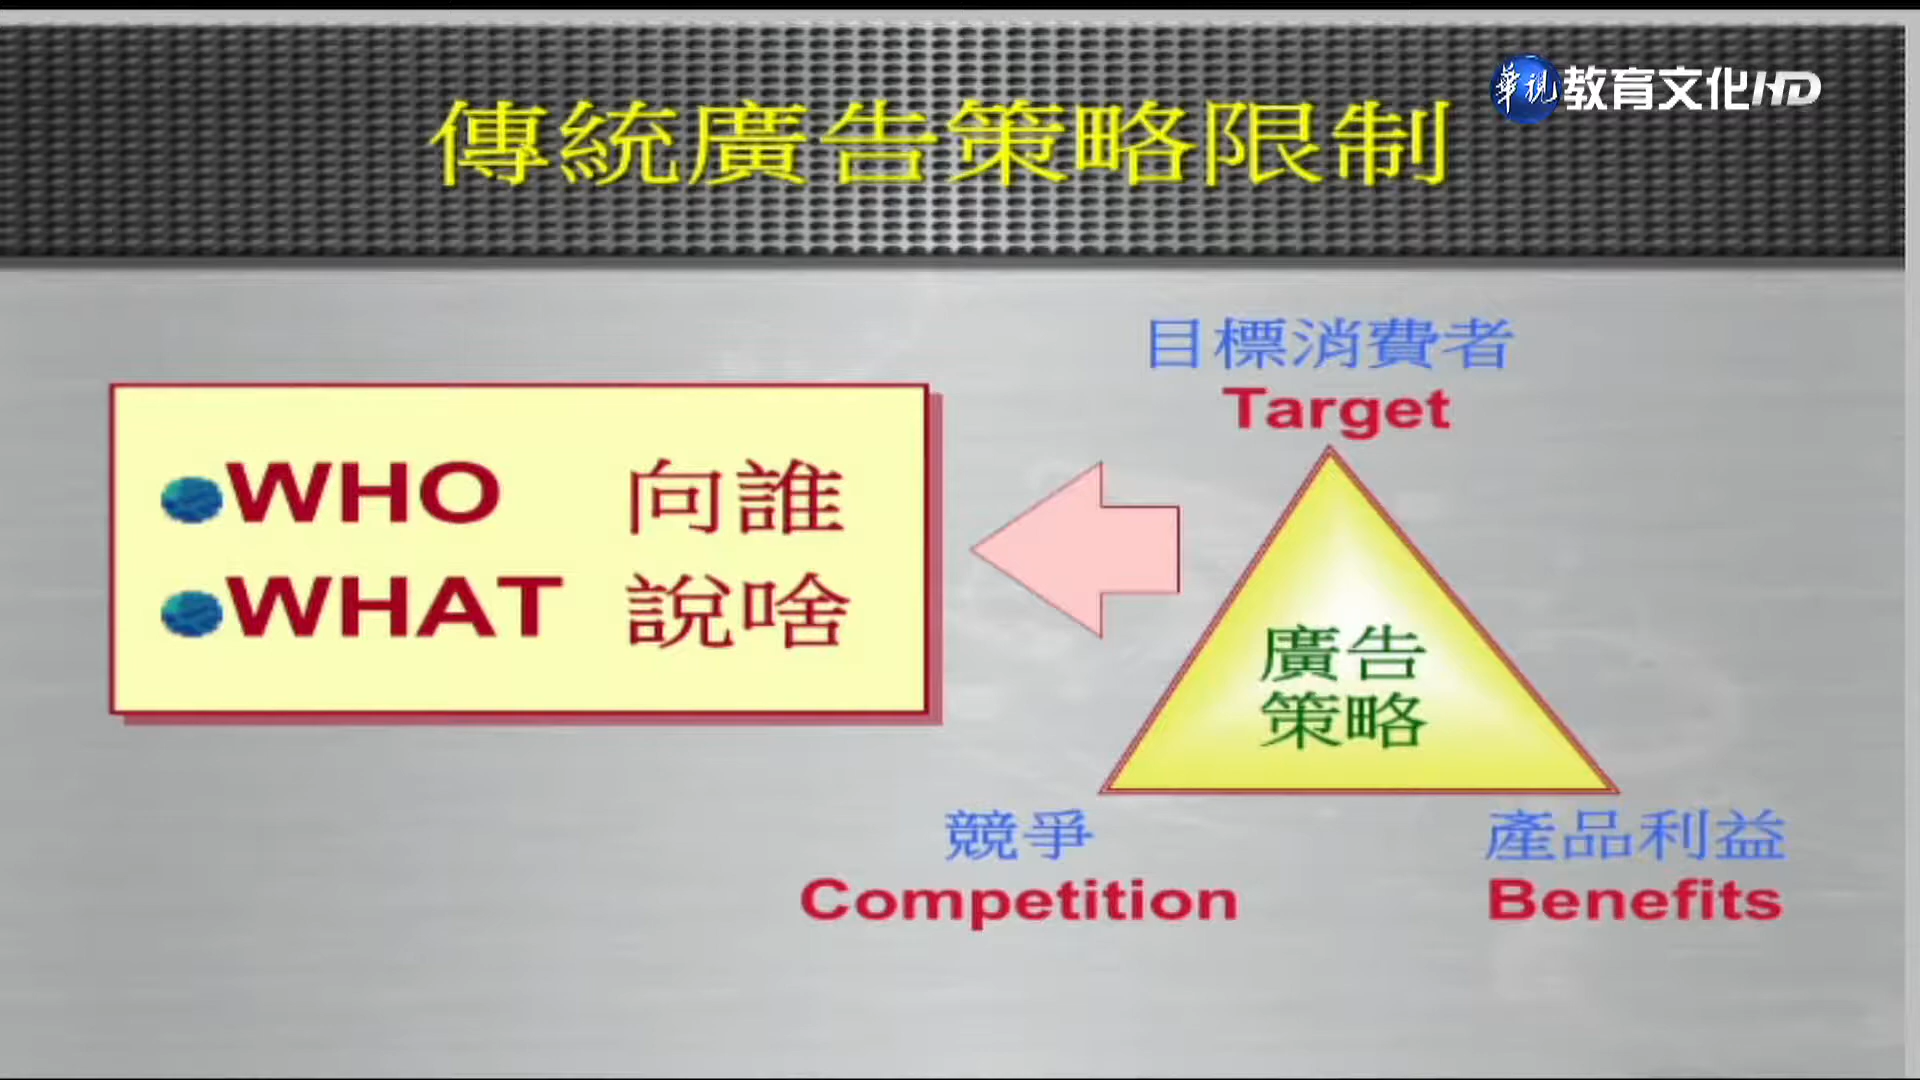 華視 教育文化HD
傳統廣告策略限制
WHO 向誰
WHAT 說啥
目標消費者
Target
廣告
策略
競爭
Competition
產品利益
Benefits